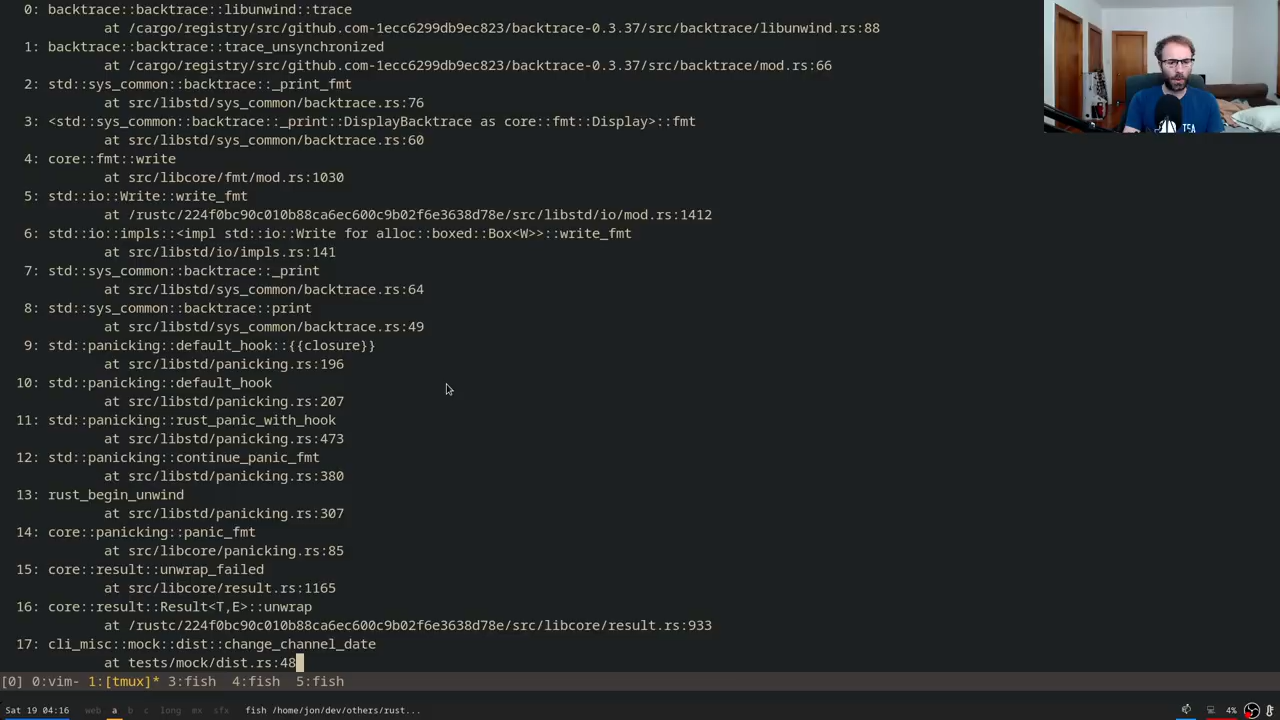 0: backtrace::backtrace::libunwind::trace
at /cargo/registry/src/github.com-1ecc6299db9ec823/backtrace-0.3.37/src/backtrace/libunwind.rs:88
1: backtrace::backtrace::trace_unsynchronized
at /cargo/registry/src/github.com-1ecc6299db9ec823/backtrace-0.3.37/src/backtrace/mod.rs:66
2: std::sys_common::backtrace::_print_fmt
at src/libstd/sys_common/backtrace.rs:76
3: <std::sys_common::backtrace::_print::DisplayBacktrace as core::fmt::Display>::fmt
at src/libstd/sys_common/backtrace.rs:60
4: core::fmt::write
at src/libcore/fmt/mod.rs:1030
5: std::io::Write::write_fmt
at /rustc/224f0bc90c010b88ca6ec600c9b02f6e3638d78e/src/libstd/io/mod.rs:1412
6: std::io::impls::<impl std::io::Write for alloc::boxed::Box<W>>::write_fmt
at src/libstd/io/impls.rs:141
7: std::sys_common::backtrace::_print
at src/libstd/sys_common/backtrace.rs:64
8: std::sys_common::backtrace::print
at src/libstd/sys_common/backtrace.rs:49
9: std::panicking::default_hook::{{closure}}
at src/libstd/panicking.rs:196
10: std::panicking::default_hook
at src/libstd/panicking.rs:207
11: std::panicking::rust_panic_with_hook
at src/libstd/panicking.rs:473
12: std::panicking::continue_panic_fmt
at src/libstd/panicking.rs:380
13: rust_begin_unwind
at src/libstd/panicking.rs:307
14: core::panicking::panic_fmt
at src/libcore/panicking.rs:85
15: core::result::unwrap_failed
at src/libcore/result.rs:1165
16: core::result::Result<T,E>::unwrap
at /rustc/224f0bc90c010b88ca6ec600c9b02f6e3638d78e/src/libcore/result.rs:933
17: cli_misc::mock::dist::change_channel_date
at tests/mock/dist.rs:48
[0] 0:vim- 1:[tmux]* 3:fish 4:fish 5:fish
Sat 19 04:16 web a b c long mx sfx fish /home/jon/dev/others/rust... 4%
TEA